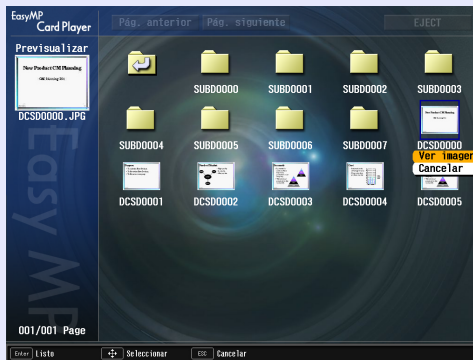 EasyMP
Card Player
Pág. anterior Pág. siguiente EJECT
Previsualizar
New Product CM Planning
DCSD0000.JPG
SUBD0000 SUBD0001 SUBD0002 SUBD0003
SUBD0004 SUBD0005 SUBD0006 SUBD0007 DCSD0000
Ver imagen
Cancelar
DCSD0001 DCSD0002 DCSD0003 DCSD0004 DCSD0005
Easy MP
001/001 Page
Enter Listo Seleccionar ESC Cancelar